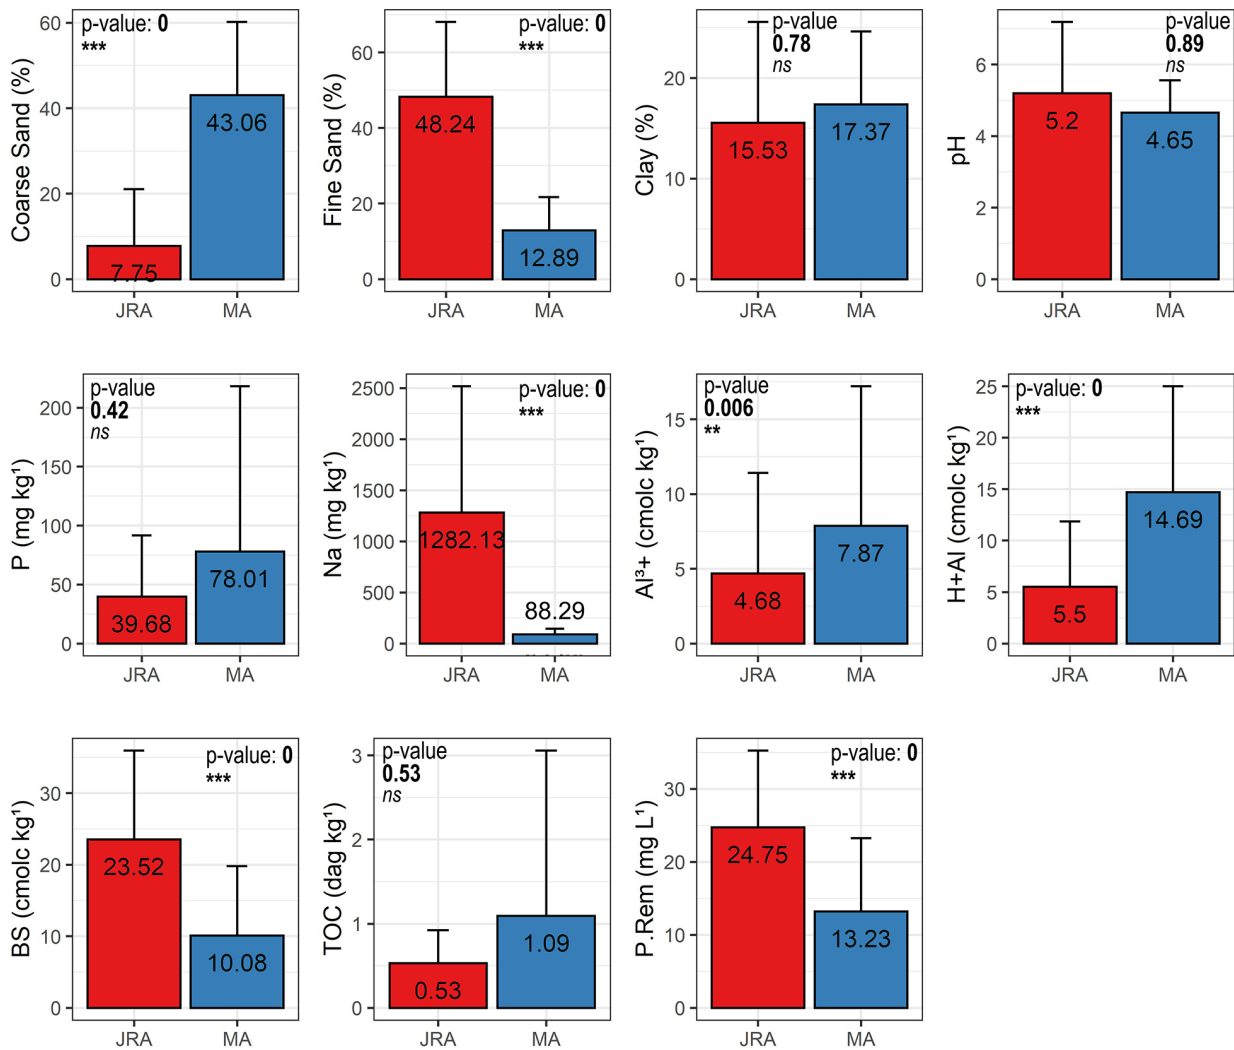 Coarse Sand (%)
60
40
20
0
p-value: 0
***
7.75
43.06
JRA
MA
Fine Sand (%)
60
40
20
0
p-value: 0
***
48.24
12.89
JRA
MA
Clay (%)
20
10
0
p-value
0.78
ns
15.53
17.37
JRA
MA
pH
6
4
2
0
p-value
0.89
ns
5.2
4.65
JRA
MA
P (mg kg¹)
200
150
100
50
0
p-value
0.42
ns
39.68
78.01
JRA
MA
Na (mg kg¹)
2500
2000
1500
1000
500
0
p-value: 0
***
1282.13
88.29
JRA
MA
Al³+ (cmolc kg¹)
15
10
5
0
p-value
0.006
**
4.68
7.87
JRA
MA
H+Al (cmolc kg¹)
25
20
15
10
5
0
p-value: 0
***
5.5
14.69
JRA
MA
BS (cmolc kg¹)
30
20
10
0
p-value: 0
***
23.52
10.08
JRA
MA
TOC (dag kg¹)
3
2
1
0
p-value
0.53
ns
0.53
1.09
JRA
MA
P.Rem (mg L¹)
30
20
10
0
p-value: 0
***
24.75
13.23
JRA
MA